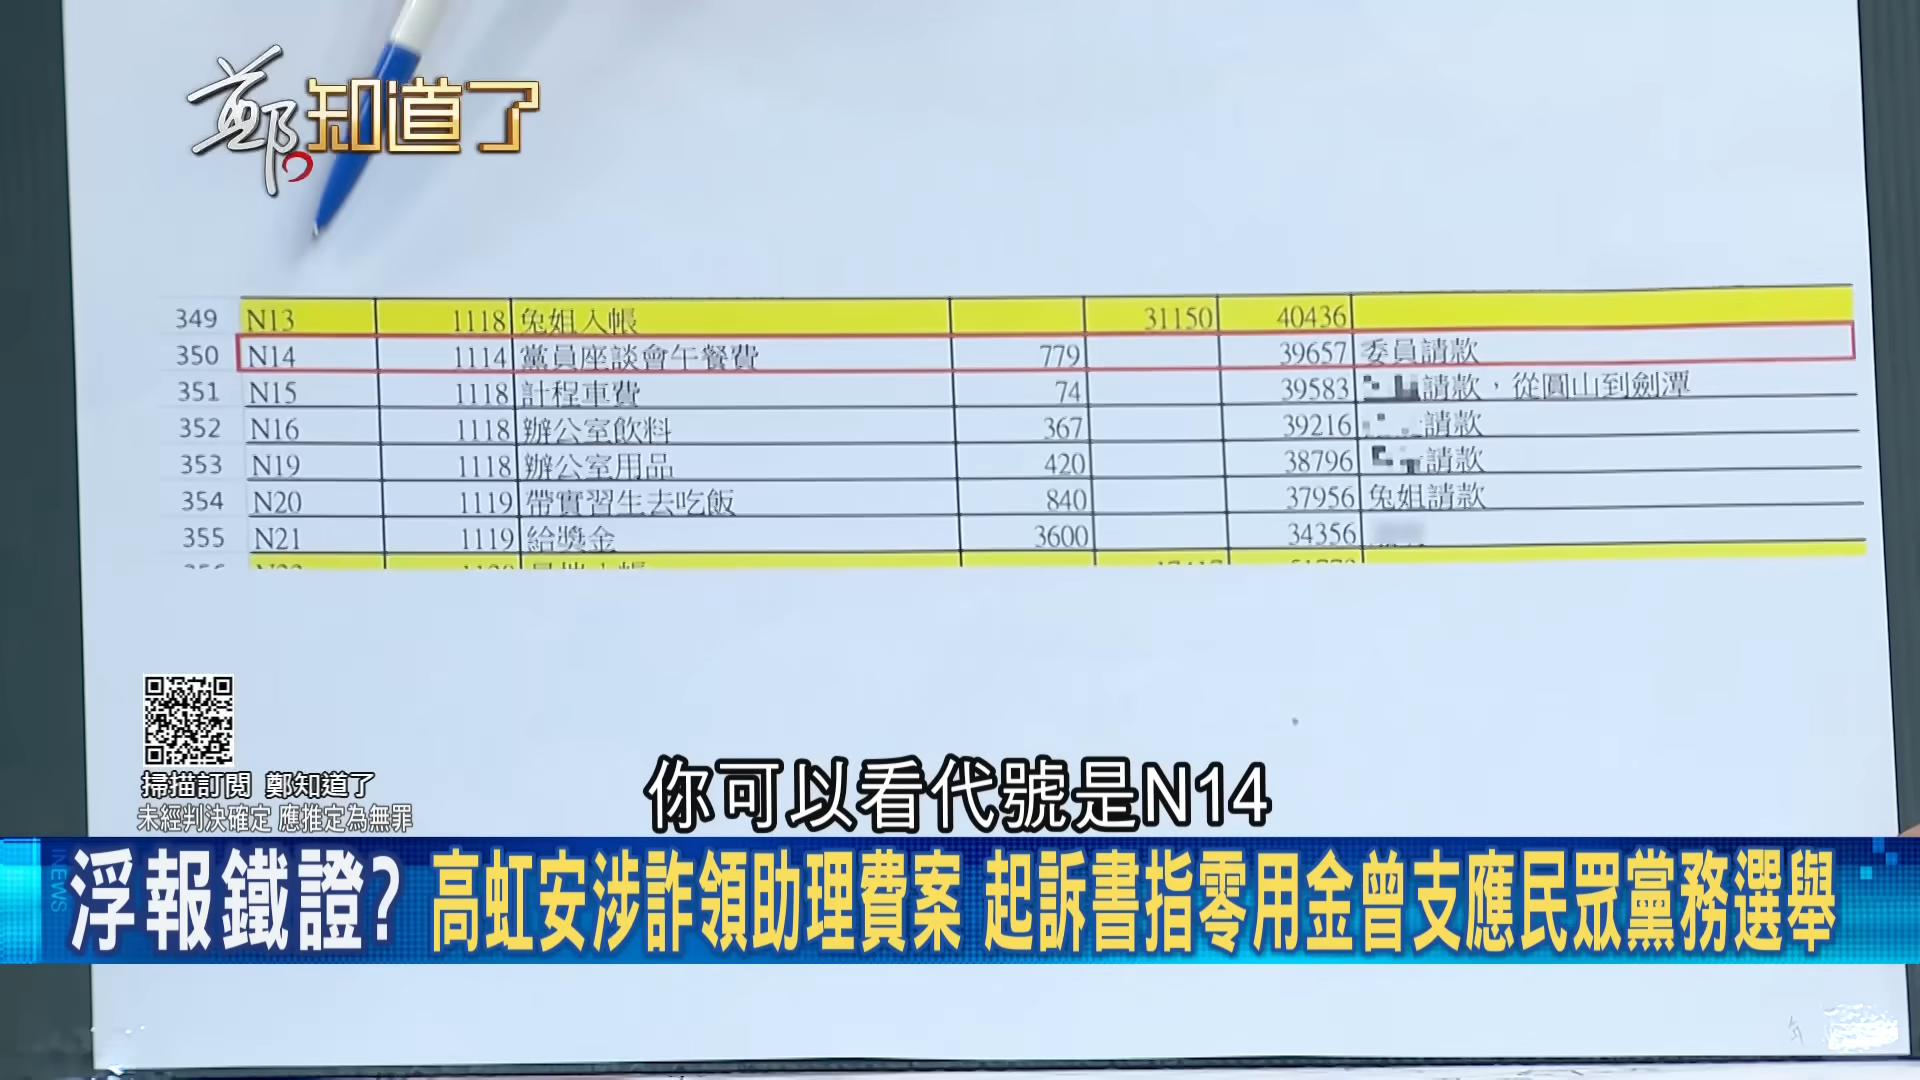 鄭知道了
349 N13 1118 兔姐入帳 31150 40436
350 N14 1114 黨員座談會午餐費 779 39657 委員請款
351 N15 1118 計程車費 74 39583 請款,從圓山到劍潭
352 N16 1118 辦公室飲料 367 39216 請款
353 N19 1118 辦公室用品 420 38796 請款
354 N20 1119 帶實習生去吃飯 840 37956 兔姐請款
355 N21 1119 給獎金 3600 34356
掃描訂閱 鄭知道了
未經判決確定 應推定為無罪
你可以看代號是N14
INEWS
浮報鐵證? 高虹安涉詐領助理費案 起訴書指零用金曾支應民眾黨務選舉